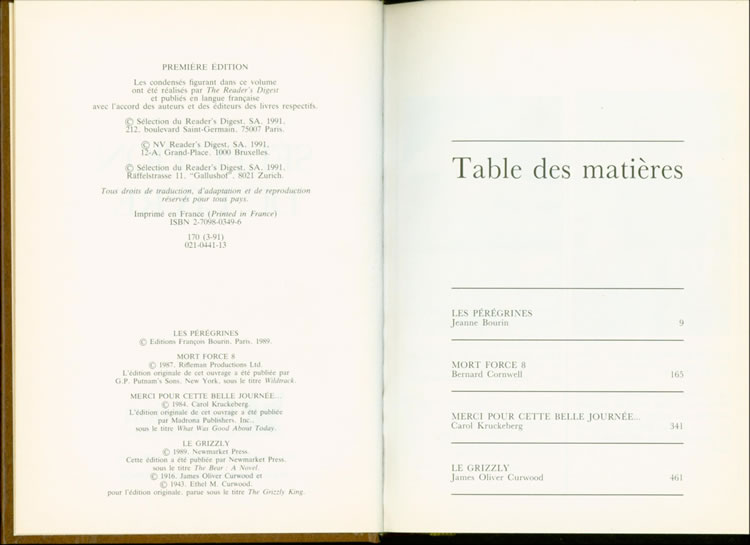 PREMIÈRE ÉDITION
Les condensés figurant dans ce volume
ont été réalisés par The Reader's Digest
et publiés en langue française
avec l'accord des auteurs et des éditeurs des livres respectifs.
© Sélection du Reader's Digest, SA, 1991,
212, boulevard Saint-Germain, 75007 Paris.
© NV Reader's Digest, SA, 1991,
12-A, Grand-Place, 1000 Bruxelles.
© Sélection du Reader's Digest, SA, 1991,
Räffelstrasse 11, "Gallushof", 8021 Zurich.
Tous droits de traduction, d'adaptation et de reproduction
réservés pour tous pays.
Imprimé en France (Printed in France)
ISBN 2-7098-0349-6
170 (3-91)
021-0441-13
LES PÉRÉGRINES
© Editions François Bourin, Paris, 1989.
MORT FORCE 8
© 1987, Rifleman Productions Ltd.
L'édition originale de cet ouvrage a été publiée par
G.P. Putnam's Sons, New York, sous le titre Wildtrack.
MERCI POUR CETTE BELLE JOURNÉE...
© 1984, Carol Kruckeberg.
L'édition originale de cet ouvrage a été publiée
par Madrona Publishers, Inc.,
sous le titre What Was Good About Today.
LE GRIZZLY
© 1989, Newmarket Press.
Cette édition a été publiée par Newmarket Press,
sous le titre The Bear : A Novel.
© 1916, James Oliver Curwood et
© 1943, Ethel M. Curwood,
pour l'édition originale, parue sous le titre The Grizzly King.
Table des matières
LES PÉRÉGRINES
Jeanne Bourin 9
MORT FORCE 8
Bernard Cornwell 165
MERCI POUR CETTE BELLE JOURNÉE...
Carol Kruckeberg 341
LE GRIZZLY
James Oliver Curwood 461